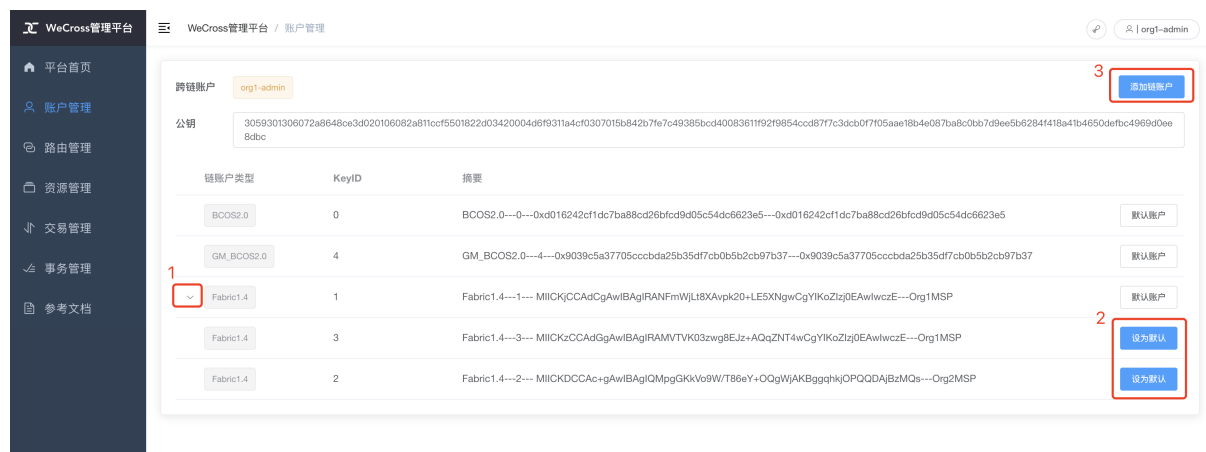 WeCross管理平台
WeCross管理平台 / 账户管理
org1-admin
平台首页
账户管理
路由管理
资源管理
交易管理
事务管理
参考文档
跨链账户
org1-admin
3
添加链账户
公钥
3059301306072a8648ce3d020106082a811ccf5501822d03420004d6f9311a4cf0307015b842b7fe7c49385bcd40083611f92f9854ccd87f7c3dcb0f7f05aae18b4e087ba8c0bb7d9ee5b6284f418a41b4650defbc4969d0ee
8dbc
链账户类型 KeyID 摘要
BCOS2.0 0 BCOS2.0---0---0xd016242cf1dc7ba88cd26bfcd9d05c54dc6623e5---0xd016242cf1dc7ba88cd26bfcd9d05c54dc6623e5 默认账户
GM_BCOS2.0 4 GM_BCOS2.0---4---0x9039c5a37705cccbda25b35df7cb0b5b2cb97b37---0x9039c5a37705cccbda25b35df7cb0b5b2cb97b37 默认账户
1
Fabric1.4 1 Fabric1.4---1--- MIICKjCCAdCgAwIBAgIRANFmWjLt8XAvpk20+LE5XNgwCgYIKoZIzj0EAwIwczE---Org1MSP 默认账户
2
Fabric1.4 3 Fabric1.4---3--- MIICKzCCAdGgAwIBAgIRAMVTVK03zwg8EJz+AQqZNT4wCgYIKoZIzj0EAwIwczE---Org1MSP 设为默认
Fabric1.4 2 Fabric1.4---2--- MIICKDCCAc+gAwIBAgIQMpgGKkVo9W/T86eY+OQgWjAKBggqhkjOPQQDAjBzMQs---Org2MSP 设为默认